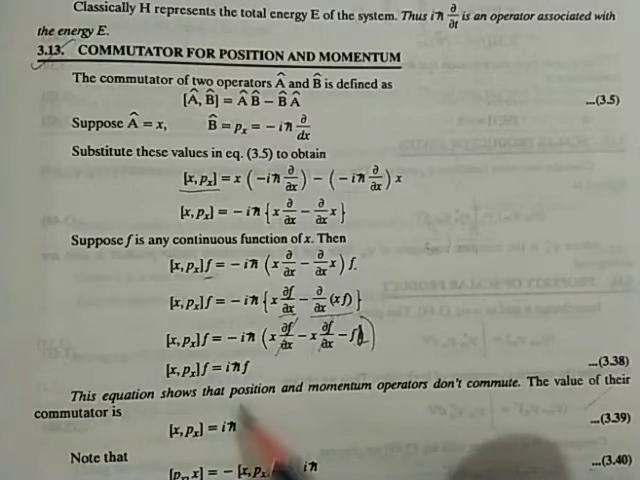 Classically H represents the total energy E of the system. Thus iℏ ∂/∂t is an operator associated with
the energy E.
3.13. COMMUTATOR FOR POSITION AND MOMENTUM
The commutator of two operators Â and B̂ is defined as
[Â, B̂] = Â B̂ − B̂ Â ...(3.5)
Suppose Â = x, B̂ = pₓ = − iℏ ∂/dx
Substitute these values in eq. (3.5) to obtain
[x, pₓ] = x (−iℏ ∂/∂x) − (−iℏ ∂/∂x) x
[x, pₓ] = − iℏ {x ∂/∂x − ∂/∂x x}
Suppose f is any continuous function of x. Then
[x, pₓ] f = − iℏ (x ∂/∂x − ∂/∂x x) f.
[x, pₓ] f = − iℏ {x ∂f/∂x − ∂/∂x (xf)}
[x, pₓ] f = − iℏ (x ∂f/∂x − x ∂f/∂x − f)
[x, pₓ] f = iℏ f ...(3.38)
This equation shows that position and momentum operators don't commute. The value of their
commutator is
[x, pₓ] = iℏ ...(3.39)
Note that
[pₓ, x] = − [x, pₓ iℏ ...(3.40)